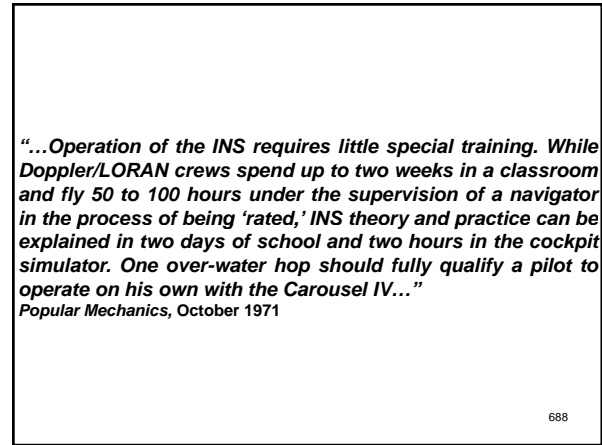 “…Operation of the INS requires little special training. While
Doppler/LORAN crews spend up to two weeks in a classroom
and fly 50 to 100 hours under the supervision of a navigator
in the process of being ‘rated,’ INS theory and practice can be
explained in two days of school and two hours in the cockpit
simulator. One over-water hop should fully qualify a pilot to
operate on his own with the Carousel IV…”
Popular Mechanics, October 1971
688